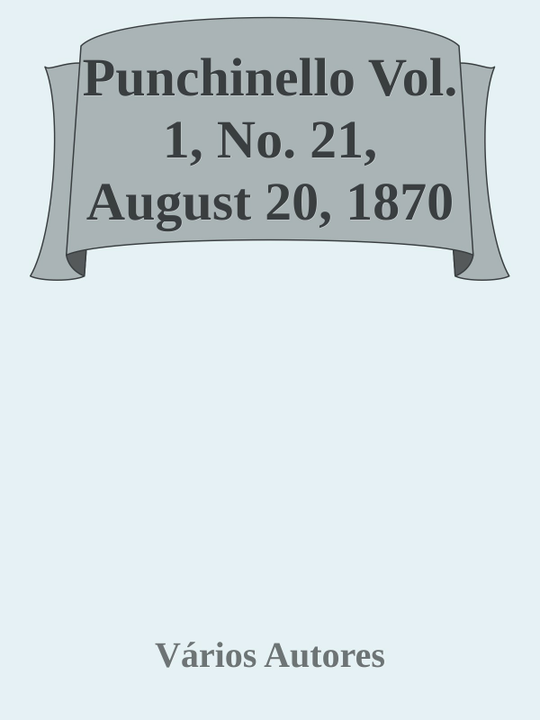 Punchinello Vol.
1, No. 21,
August 20, 1870
Vários Autores